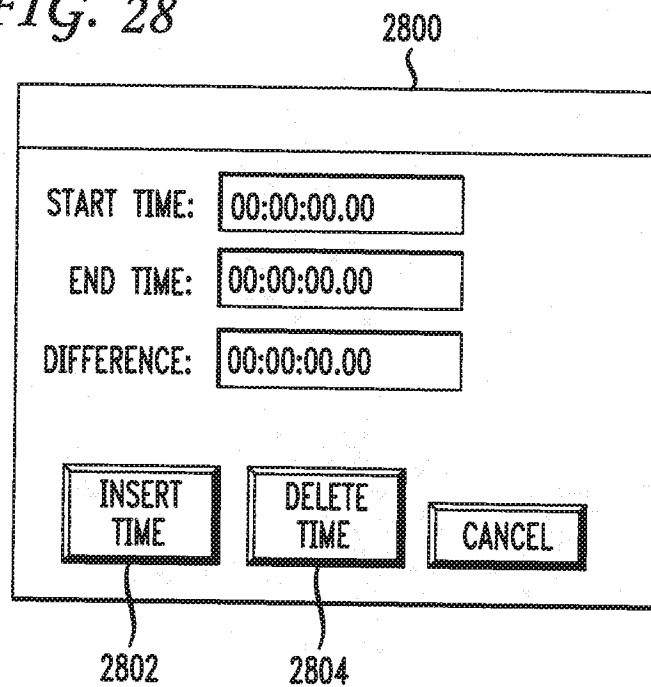 FIG. 28
2800
START TIME: 00:00:00.00
END TIME: 00:00:00.00
DIFFERENCE: 00:00:00.00
INSERT
TIME
DELETE
TIME
CANCEL
2802
2804